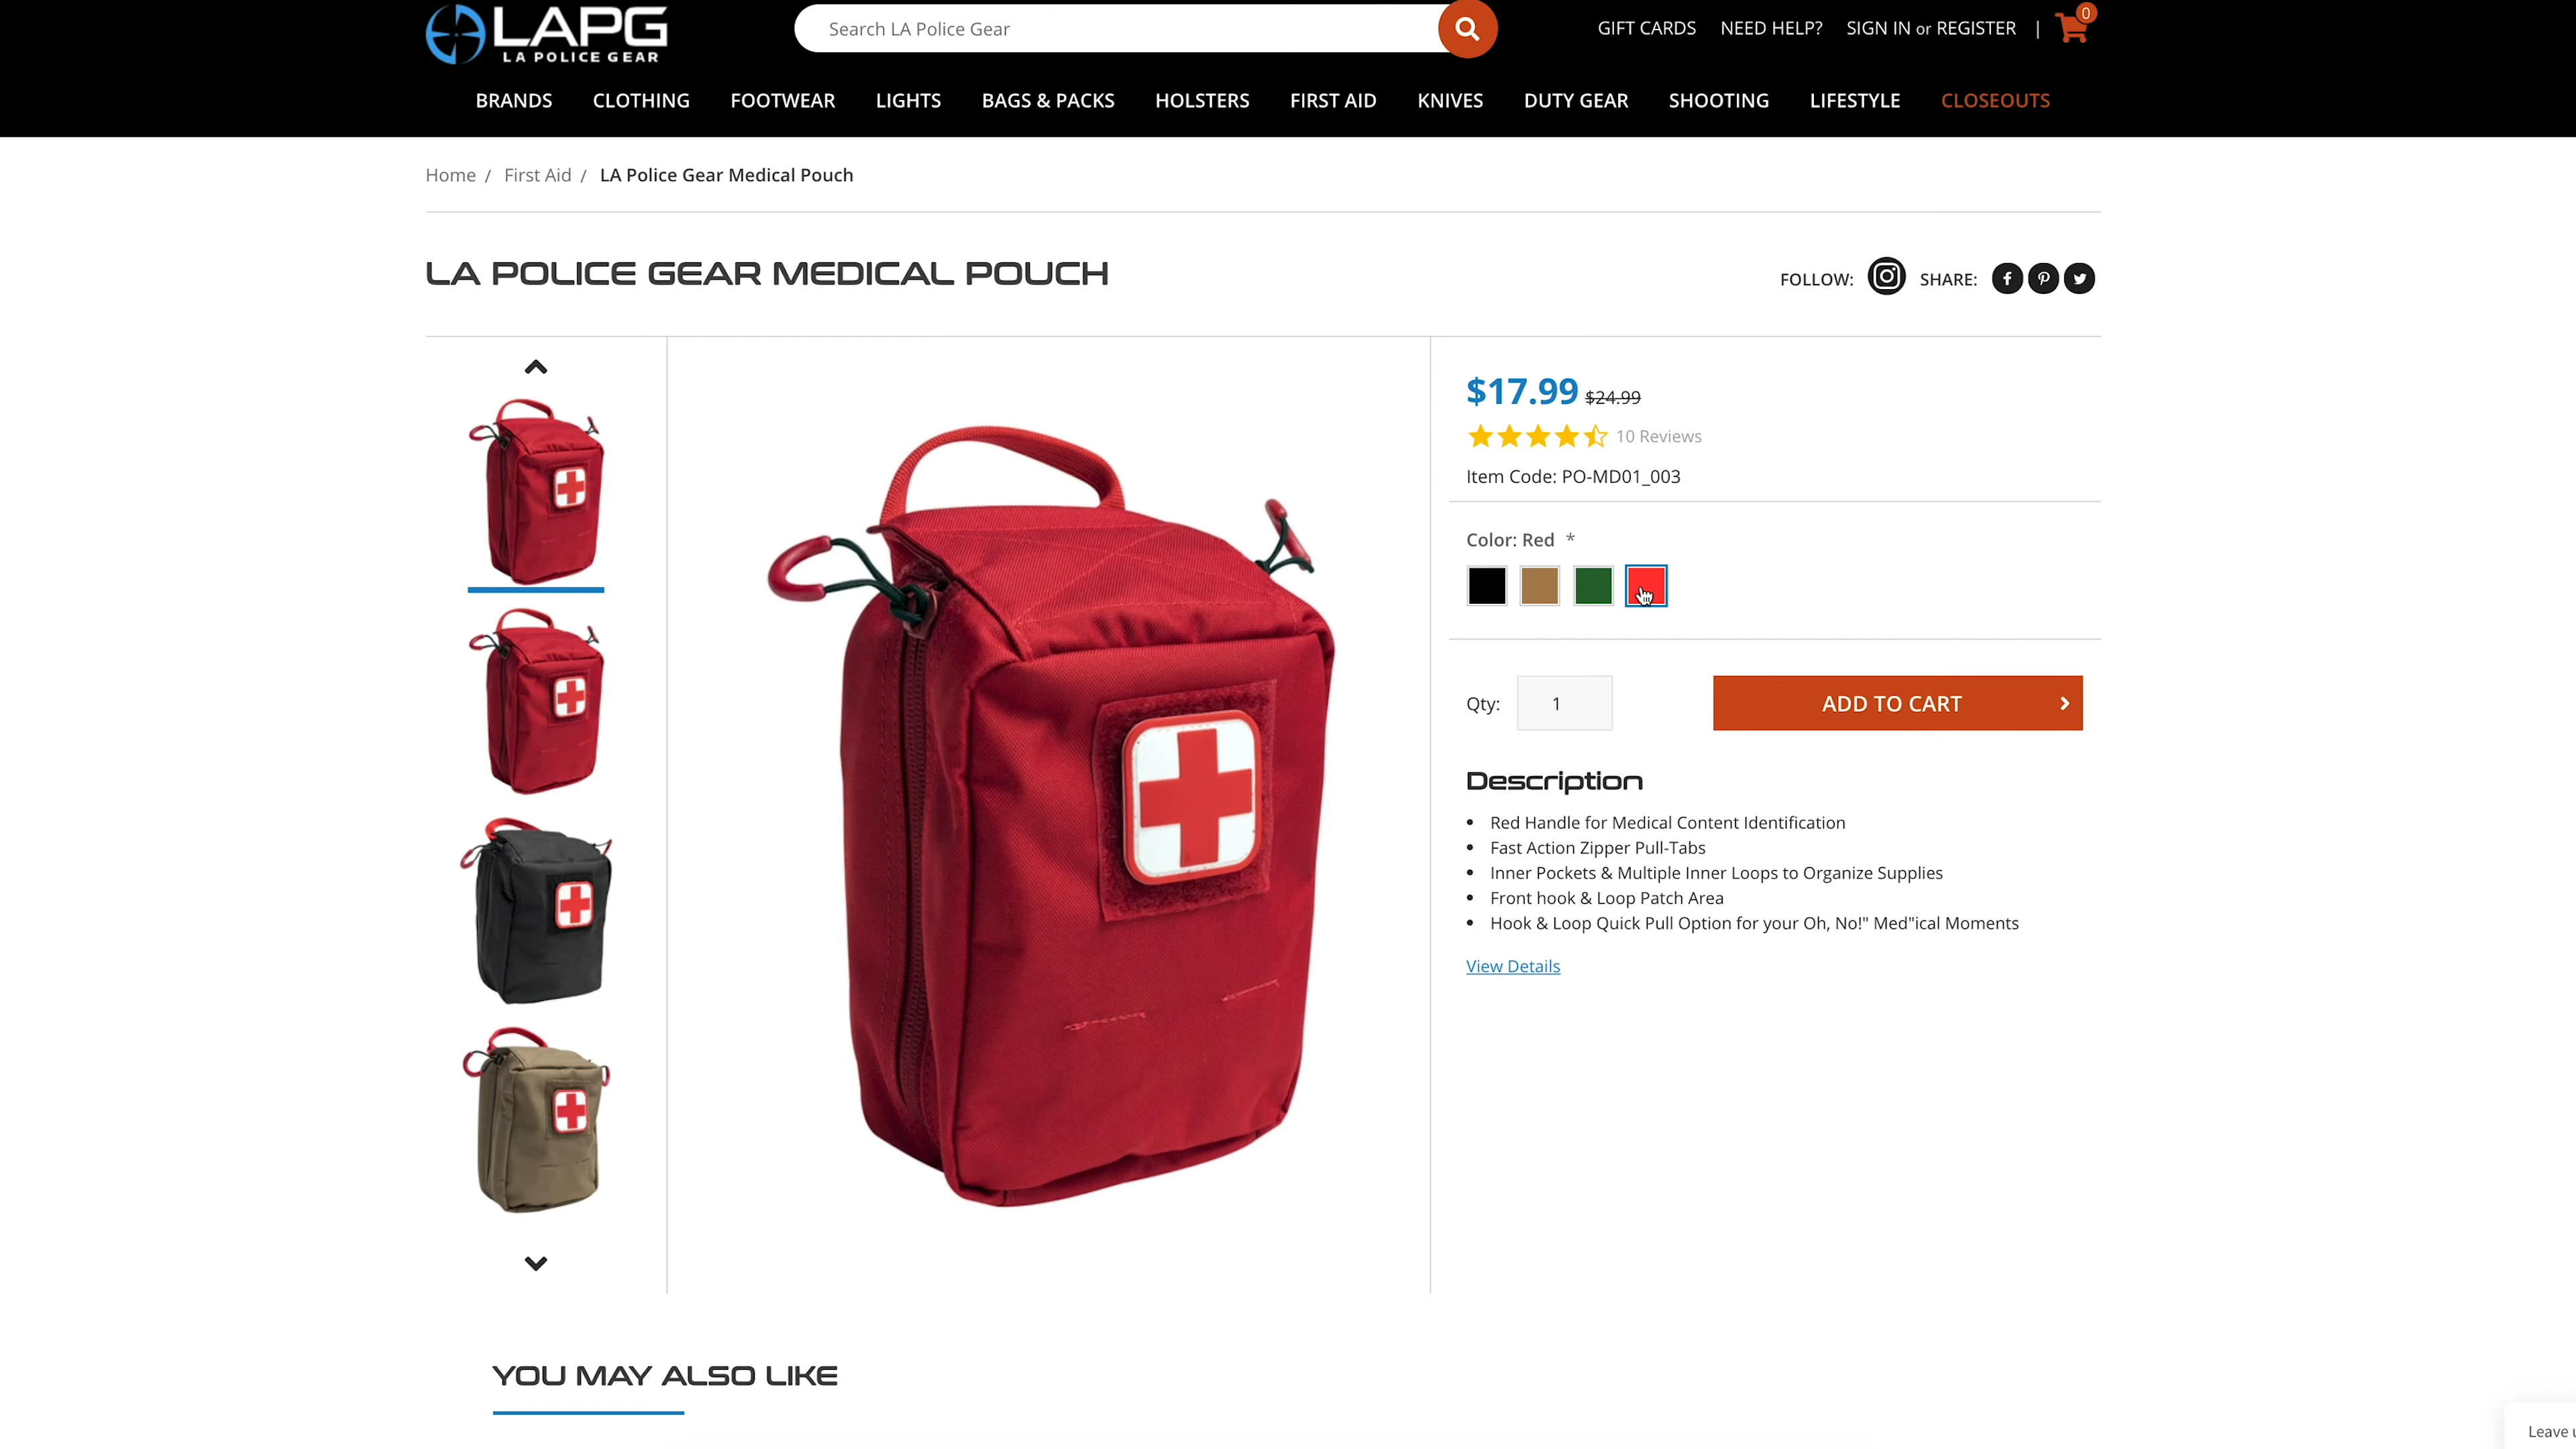 LAPG
LA POLICE GEAR
Search LA Police Gear
GIFT CARDS NEED HELP? SIGN IN or REGISTER | 0
BRANDS CLOTHING FOOTWEAR LIGHTS BAGS & PACKS HOLSTERS FIRST AID KNIVES DUTY GEAR SHOOTING LIFESTYLE CLOSEOUTS
Home / First Aid / LA Police Gear Medical Pouch
LA POLICE GEAR MEDICAL POUCH
FOLLOW: SHARE:
$17.99 $24.99
10 Reviews
Item Code: PO-MD01_003
Color: Red *
Qty: 1 ADD TO CART
Description
• Red Handle for Medical Content Identification
• Fast Action Zipper Pull-Tabs
• Inner Pockets & Multiple Inner Loops to Organize Supplies
• Front hook & Loop Patch Area
• Hook & Loop Quick Pull Option for your Oh, No!" Med"ical Moments
View Details
YOU MAY ALSO LIKE
Leave